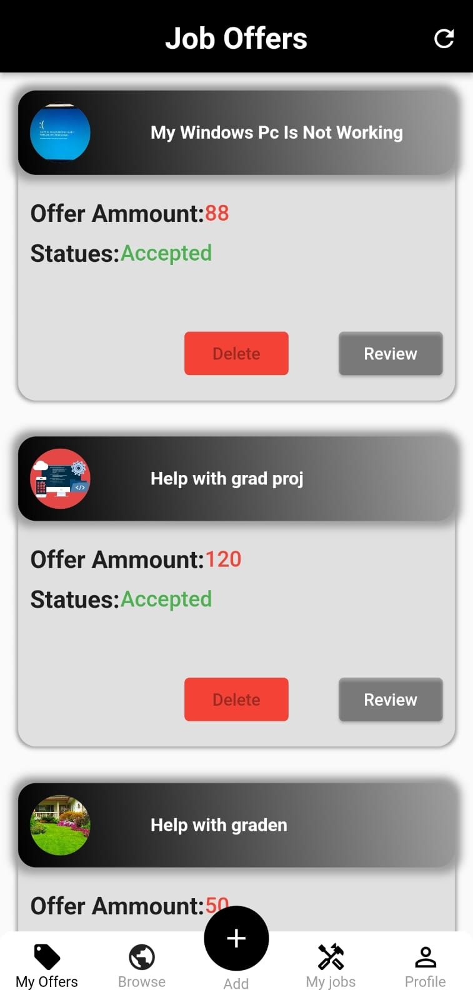 Job Offers
My Windows Pc Is Not Working
:(
Offer Ammount:88
Statues:Accepted
Delete Review
Help with grad proj
</>
Offer Ammount:120
Statues:Accepted
Delete Review
Help with graden
Offer Ammount:50
+
My Offers Browse Add My jobs Profile